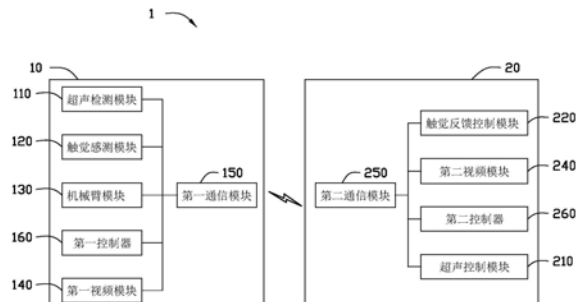 1
10
20
110
超声检测模块
120
触觉感测模块
130
机械臂模块
150
第一通信模块
160
第一控制器
140
第一视频模块
250
第二通信模块
触觉反馈控制模块
220
第二视频模块
240
第二控制器
260
超声控制模块
210